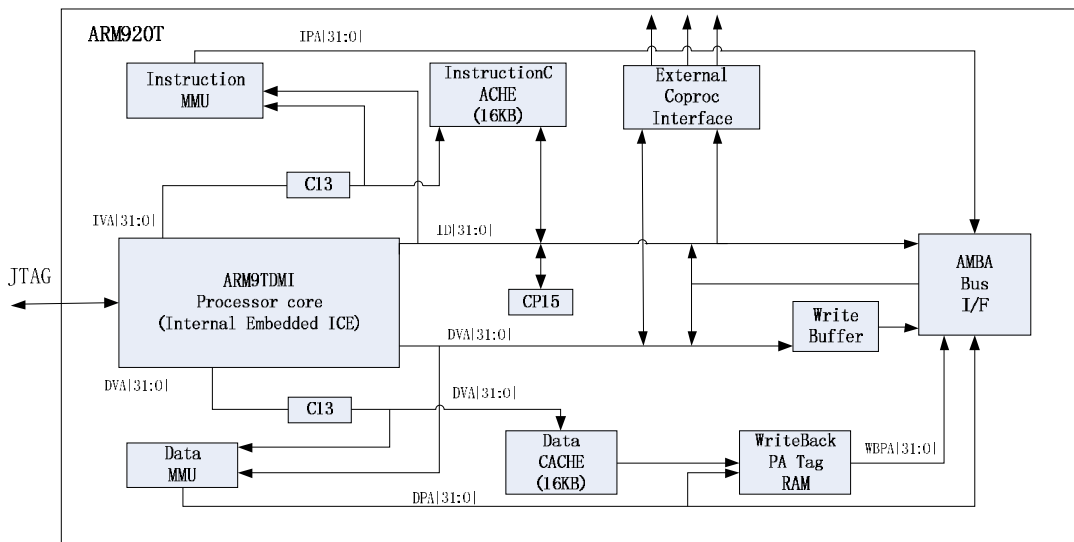 ARM920T
IPA[31:0]
Instruction
MMU
InstructionC
ACHE
(16KB)
External
Coproc
Interface
C13
IVA[31:0]
ID[31:0]
JTAG
ARM9TDMI
Processor core
(Internal Embedded ICE)
CP15
AMBA
Bus
I/F
Write
Buffer
DVA[31:0]
DVA[31:0]
C13
DVA[31:0]
Data
MMU
Data
CACHE
(16KB)
WriteBack
PA Tag
RAM
WBPA[31:0]
DPA[31:0]